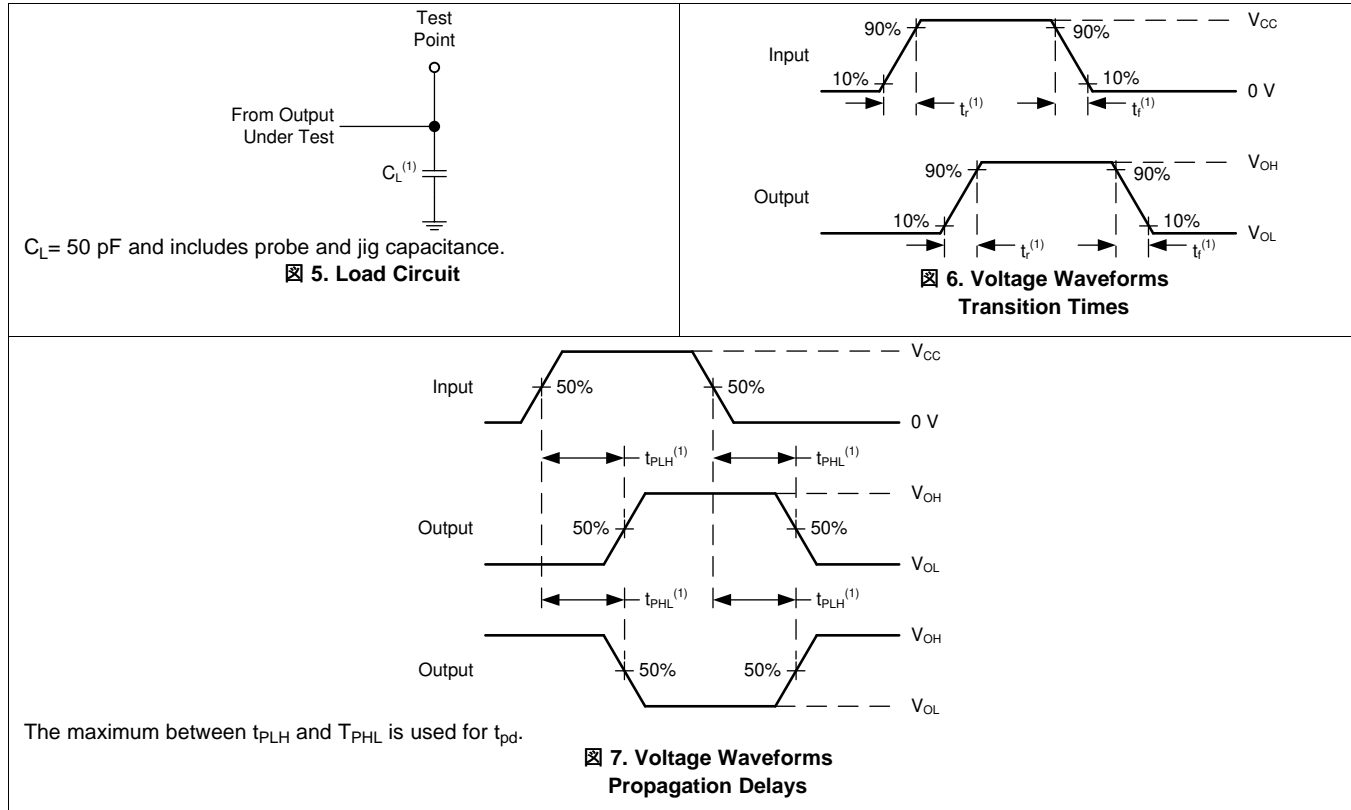 Test
Point
From Output
Under Test
C_L^(1)
C_L= 50 pF and includes probe and jig capacitance.
図 5. Load Circuit
V_CC
90%
90%
Input
10%
10%
0 V
t_r^(1)
t_f^(1)
V_OH
90%
90%
Output
10%
10%
V_OL
t_r^(1)
t_f^(1)
図 6. Voltage Waveforms
Transition Times
V_CC
Input
50%
50%
0 V
t_PLH^(1)
t_PHL^(1)
V_OH
Output
50%
50%
V_OL
t_PHL^(1)
t_PLH^(1)
V_OH
Output
50%
50%
V_OL
The maximum between t_PLH and T_PHL is used for t_pd.
図 7. Voltage Waveforms
Propagation Delays